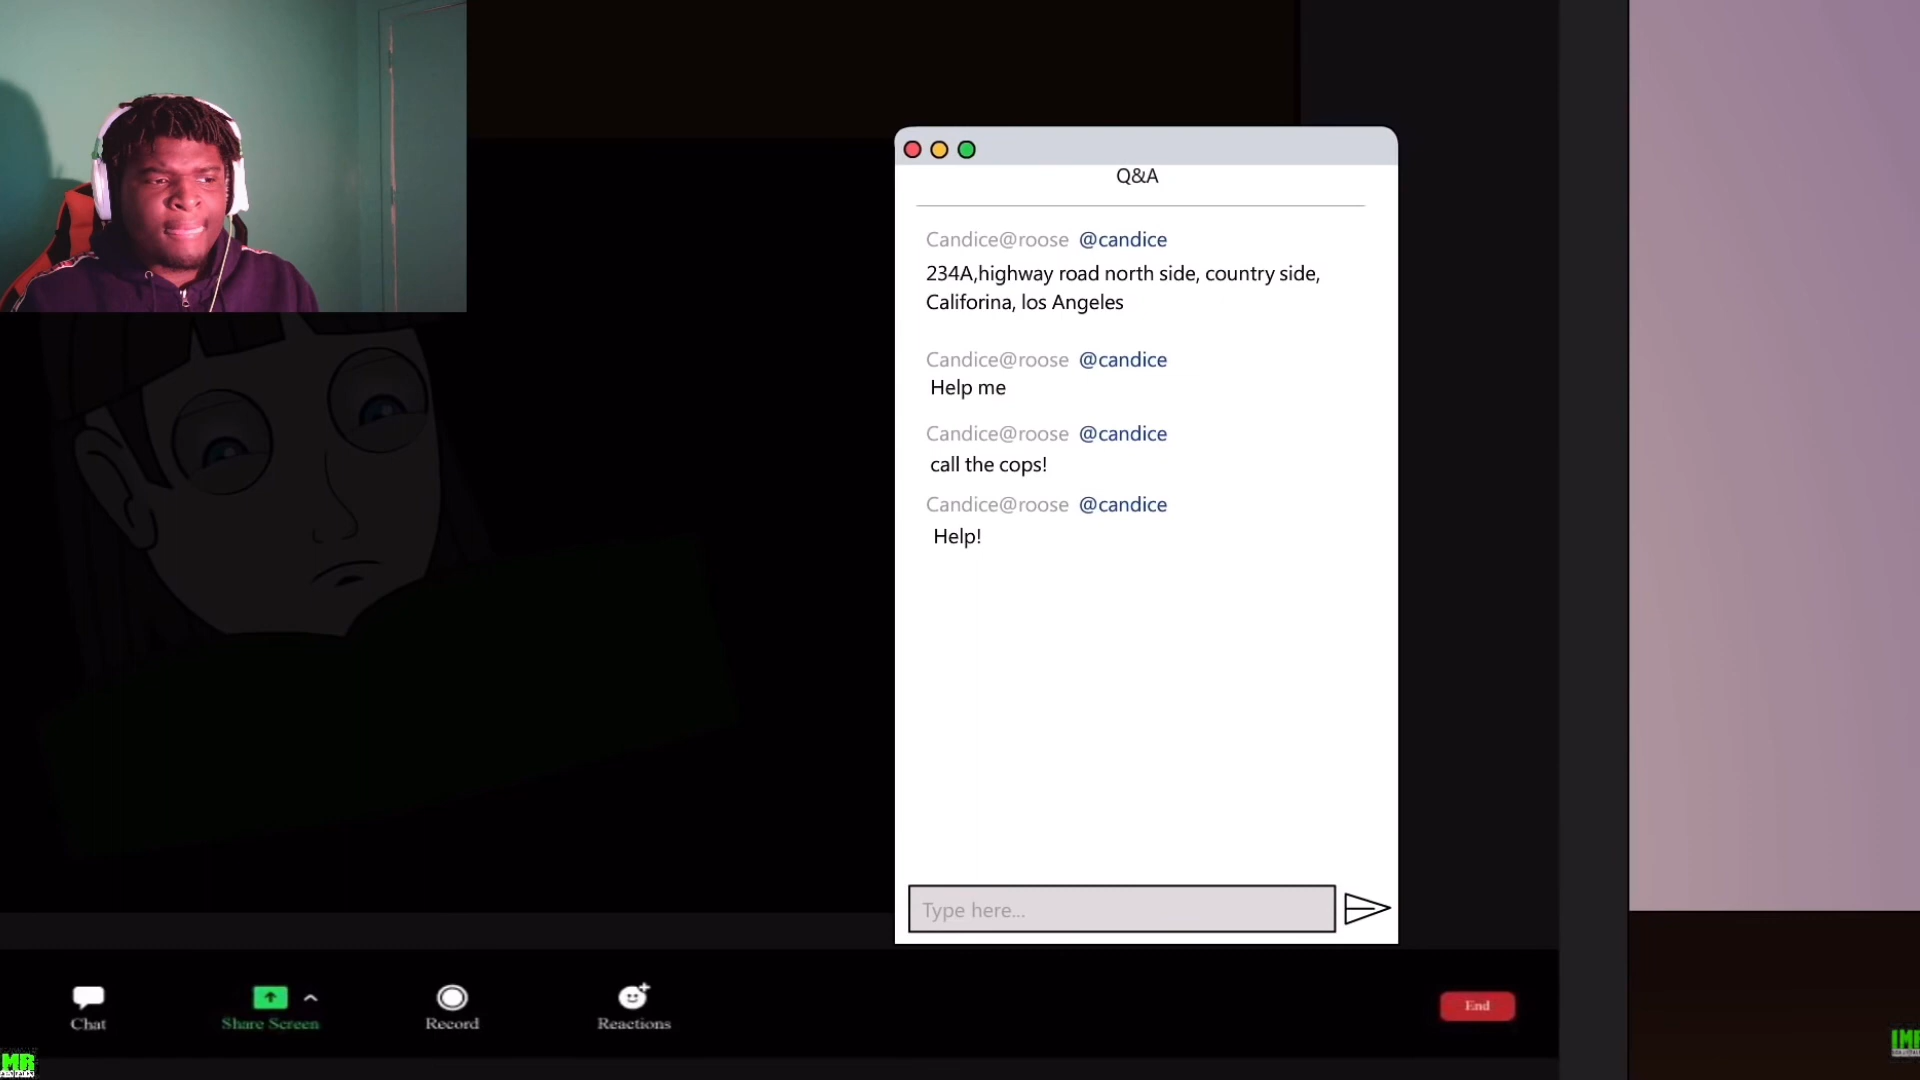 Q&A
Candice@roose @candice
234A,highway road north side, country side,
Califorina, los Angeles
Candice@roose @candice
Help me
Candice@roose @candice
call the cops!
Candice@roose @candice
Help!
Type here...
Chat
Share Screen
Record
Reactions
End
MR